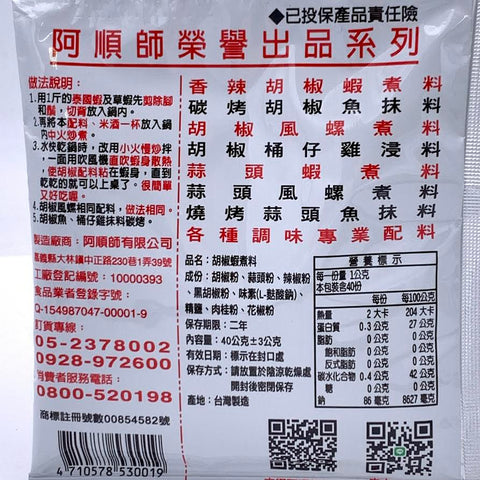 ◆已投保產品責任險
阿順師榮譽出品系列
做法說明：
1.用1斤的泰國蝦及草蝦先剪除腳
和鬚，切背放入鍋內。
2.再將本配料、米酒一杯放入鍋
內中火炒煮。
3.水快乾鍋時，改用小火慢炒拌
，一面用吹風機直吹蝦身散熱
，使胡椒配料粘在蝦身，直到
乾乾的就可以上桌了。很簡單
又好吃喔。
4.胡椒風螺相同配料，做法相同。
5.胡椒魚、桶仔雞抹料碳烤。
香辣胡椒蝦煮料
碳烤胡椒魚抹料
胡椒風螺煮料
胡椒桶仔雞浸料
蒜頭蝦煮料
蒜頭風螺煮料
燒烤蒜頭魚抹料
各種調味專業配料
製造廠商：阿順師有限公司
嘉義縣大林鎮中正路230巷1弄39號
工廠登記編號：10000393
食品業者登錄字號：
Q-154987047-00001-9
訂貨專線：
05-2378002
0928-972600
消費者服務電話：
0800-520198
商標註冊號數00854582號
4 710578 530019
品名：胡椒蝦煮料
成份：胡椒粉、蒜頭粉、辣椒粉
、黑胡椒粉、味素(L-麩酸鈉)、
精鹽、肉桂粉、花椒粉
保存期限：二年
內容量：40公克±3公克
有效日期：標示在封口處
保存方式：請放置於陰涼乾燥處
開封後密閉保存
產地：台灣製造
營養標示
每一份量 1公克
本包裝含40份
每份 每100公克
熱量 2 大卡 204 大卡
蛋白質 0.3 公克 27 公克
脂肪 0 公克 0 公克
飽和脂肪 0 公克 0 公克
反式脂肪 0 公克 0 公克
碳水化合物 0.4 公克 42 公克
糖 0 公克 0 公克
鈉 86 毫克 8627 毫克